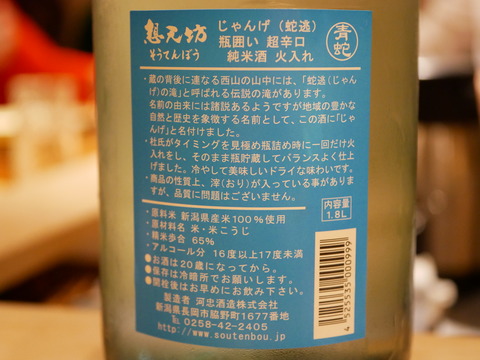 想天坊
そうてんぼう
じゃんげ（蛇逃）
瓶囲い 超辛口
純米酒 火入れ
青蛇
・蔵の背後に連なる西山の山中には、「蛇逃（じゃん
げ）の滝」と呼ばれる伝説の滝があります。
名前の由来には諸説あるようですが地域の豊かな
自然と歴史を象徴する名前として、この酒に「じゃ
んげ」と名付けました。
・杜氏がタイミングを見極め瓶詰め時に一回だけ火
入れをし、そのまま瓶貯蔵してバランスよく仕上
げました。冷やして美味しいドライな味わいです。
・商品の性質上、滓（おり）が入っている事があり
ますが、品質に問題はございません。
・原料米 新潟県産米100％使用
・原材料名 米・米こうじ
・精米歩合 65％
・アルコール分 16度以上17度未満
●お酒は20歳になってから。
●保存は冷暗所でお願いします。
●開栓後はお早めにお飲み下さい。
製造者 河忠酒造株式会社
新潟県長岡市脇野町1677番地
TEL 0258-42-2405
http://www.soutenbou.jp
内容量
1.8L
4525535000999